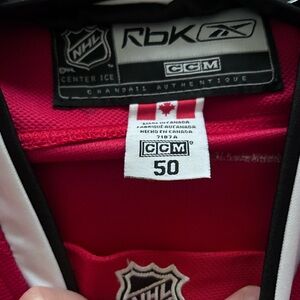 NHL RbK
CENTER ICE CCM
CHANDAIL AUTHENTIQUE
MADE IN CANADA
FABRIQUÉ AU CANADA
HECHO EN CANADA
7187A
CCM
50
NHL